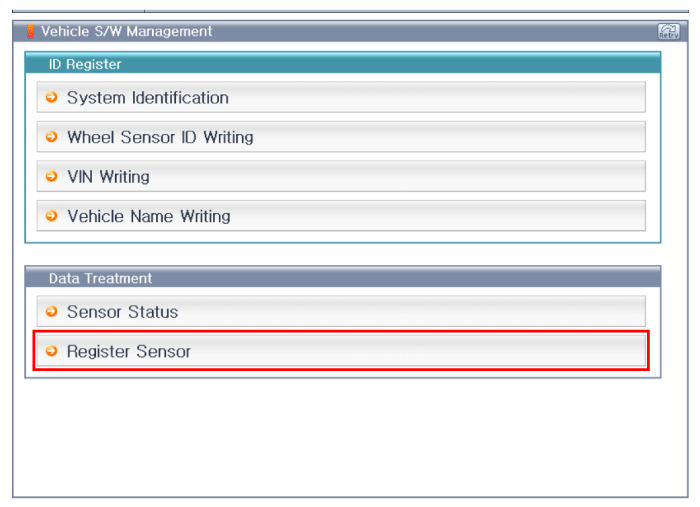 Vehicle S/W Management
Retry
ID Register
System Identification
Wheel Sensor ID Writing
VIN Writing
Vehicle Name Writing
Data Treatment
Sensor Status
Register Sensor